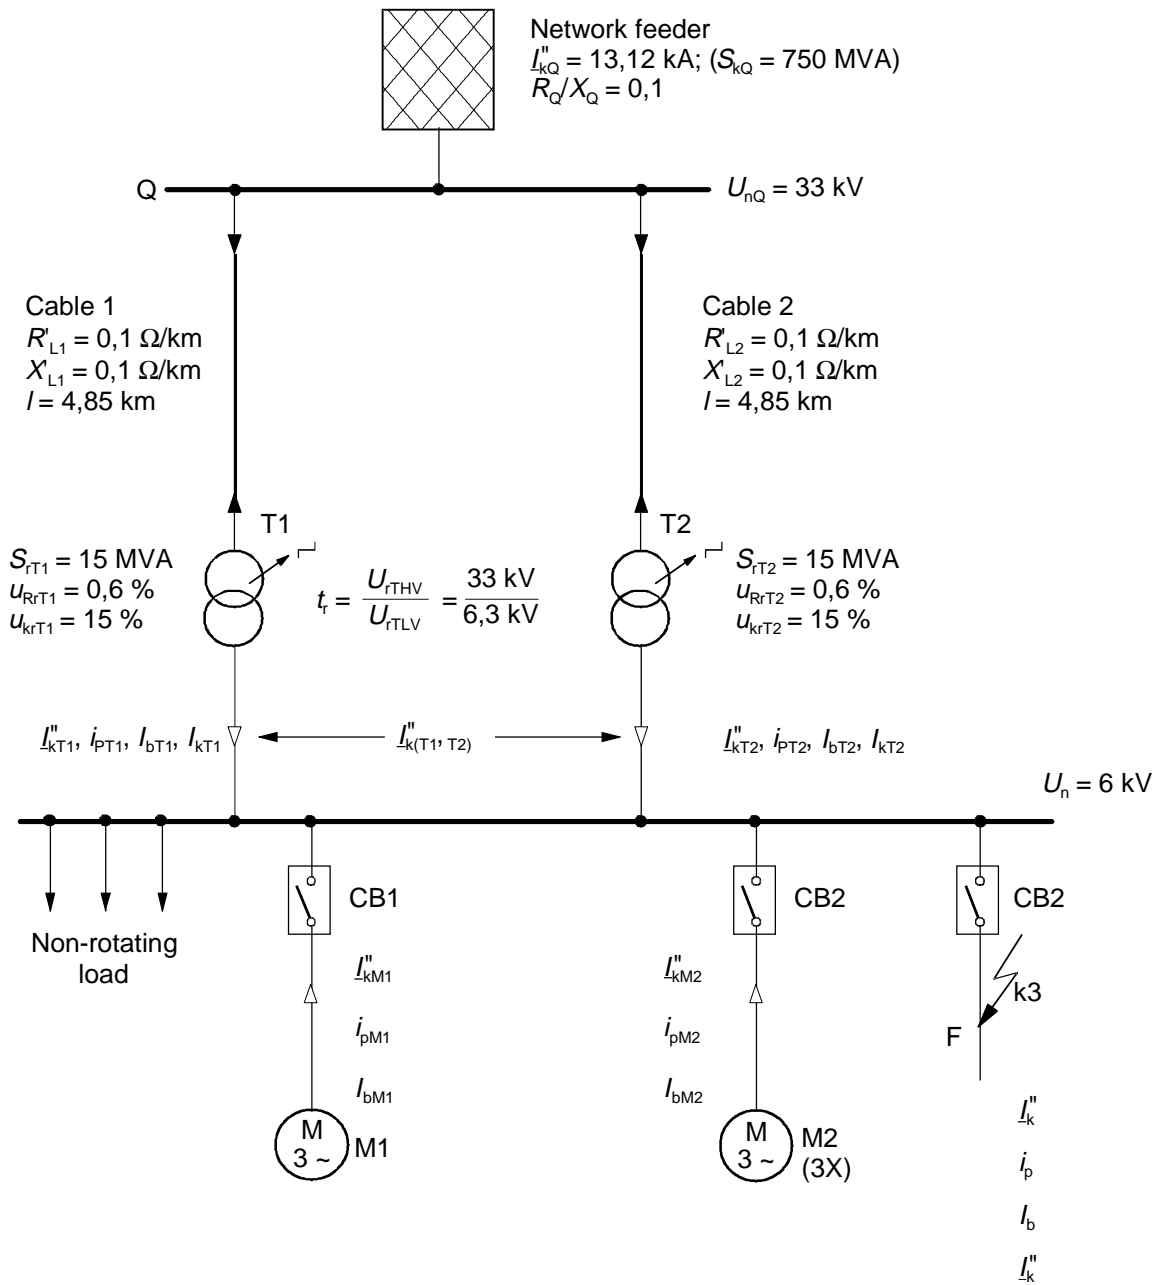 Network feeder
I"kQ = 13,12 kA; (SkQ = 750 MVA)
RQ/XQ = 0,1
Q
UnQ = 33 kV
Cable 1
R'L1 = 0,1 Ω/km
X'L1 = 0,1 Ω/km
l = 4,85 km
Cable 2
R'L2 = 0,1 Ω/km
X'L2 = 0,1 Ω/km
l = 4,85 km
T1
SrT1 = 15 MVA
uRrT1 = 0,6 %
ukrT1 = 15 %
tr = UrTHV / UrTLV = 33 kV / 6,3 kV
T2
SrT2 = 15 MVA
uRrT2 = 0,6 %
ukrT2 = 15 %
I"kT1, iPT1, IbT1, IkT1
I"k(T1, T2)
I"kT2, iPT2, IbT2, IkT2
Un = 6 kV
CB1
CB2
CB2
Non-rotating
load
I"kM1
ipM1
IbM1
M
3 ~
M1
I"kM2
ipM2
IbM2
M
3 ~
M2
(3X)
k3
F
I"k
ip
Ib
I"k